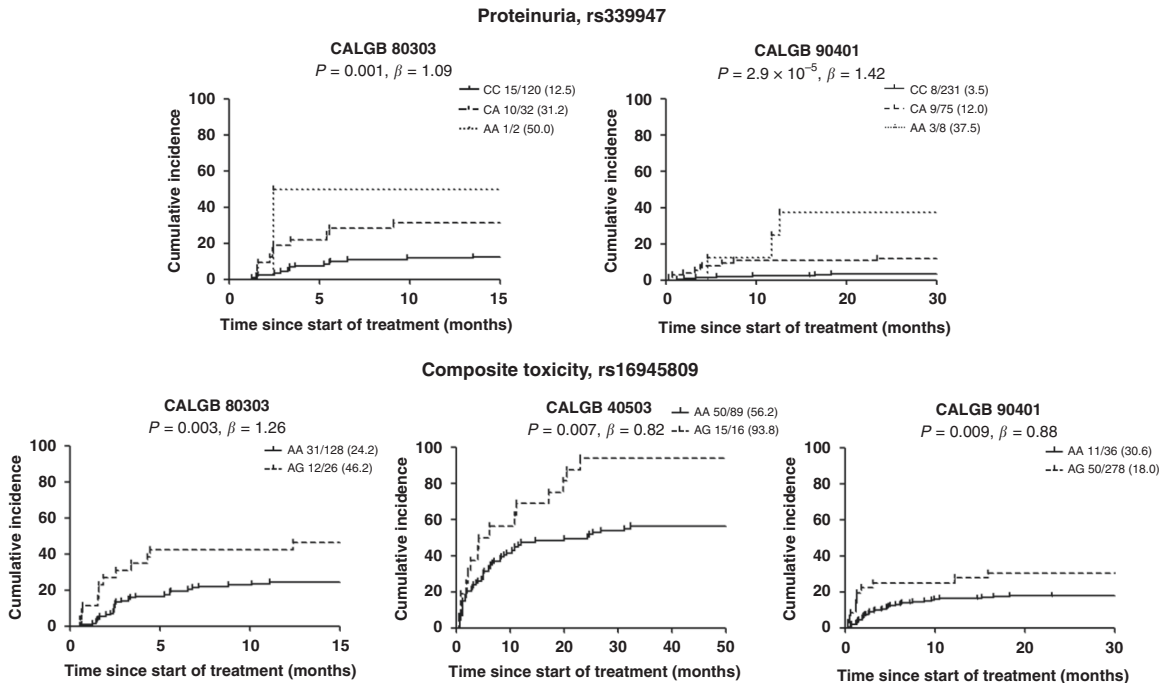 Proteinuria, rs339947
CALGB 80303
P = 0.001, β = 1.09
CC 15/120 (12.5)
CA 10/32 (31.2)
AA 1/2 (50.0)
100
80
60
40
20
0
Cumulative incidence
0 5 10 15
Time since start of treatment (months)
CALGB 90401
P = 2.9 × 10⁻⁵, β = 1.42
CC 8/231 (3.5)
CA 9/75 (12.0)
AA 3/8 (37.5)
100
80
60
40
20
0
Cumulative incidence
0 10 20 30
Time since start of treatment (months)
Composite toxicity, rs16945809
CALGB 80303
P = 0.003, β = 1.26
AA 31/128 (24.2)
AG 12/26 (46.2)
100
80
60
40
20
0
Cumulative incidence
0 5 10 15
Time since start of treatment (months)
CALGB 40503
P = 0.007, β = 0.82
AA 50/89 (56.2)
AG 15/16 (93.8)
100
80
60
40
20
0
Cumulative incidence
0 10 20 30 40 50
Time since start of treatment (months)
CALGB 90401
P = 0.009, β = 0.88
AA 11/36 (30.6)
AG 50/278 (18.0)
100
80
60
40
20
0
Cumulative incidence
0 10 20 30
Time since start of treatment (months)